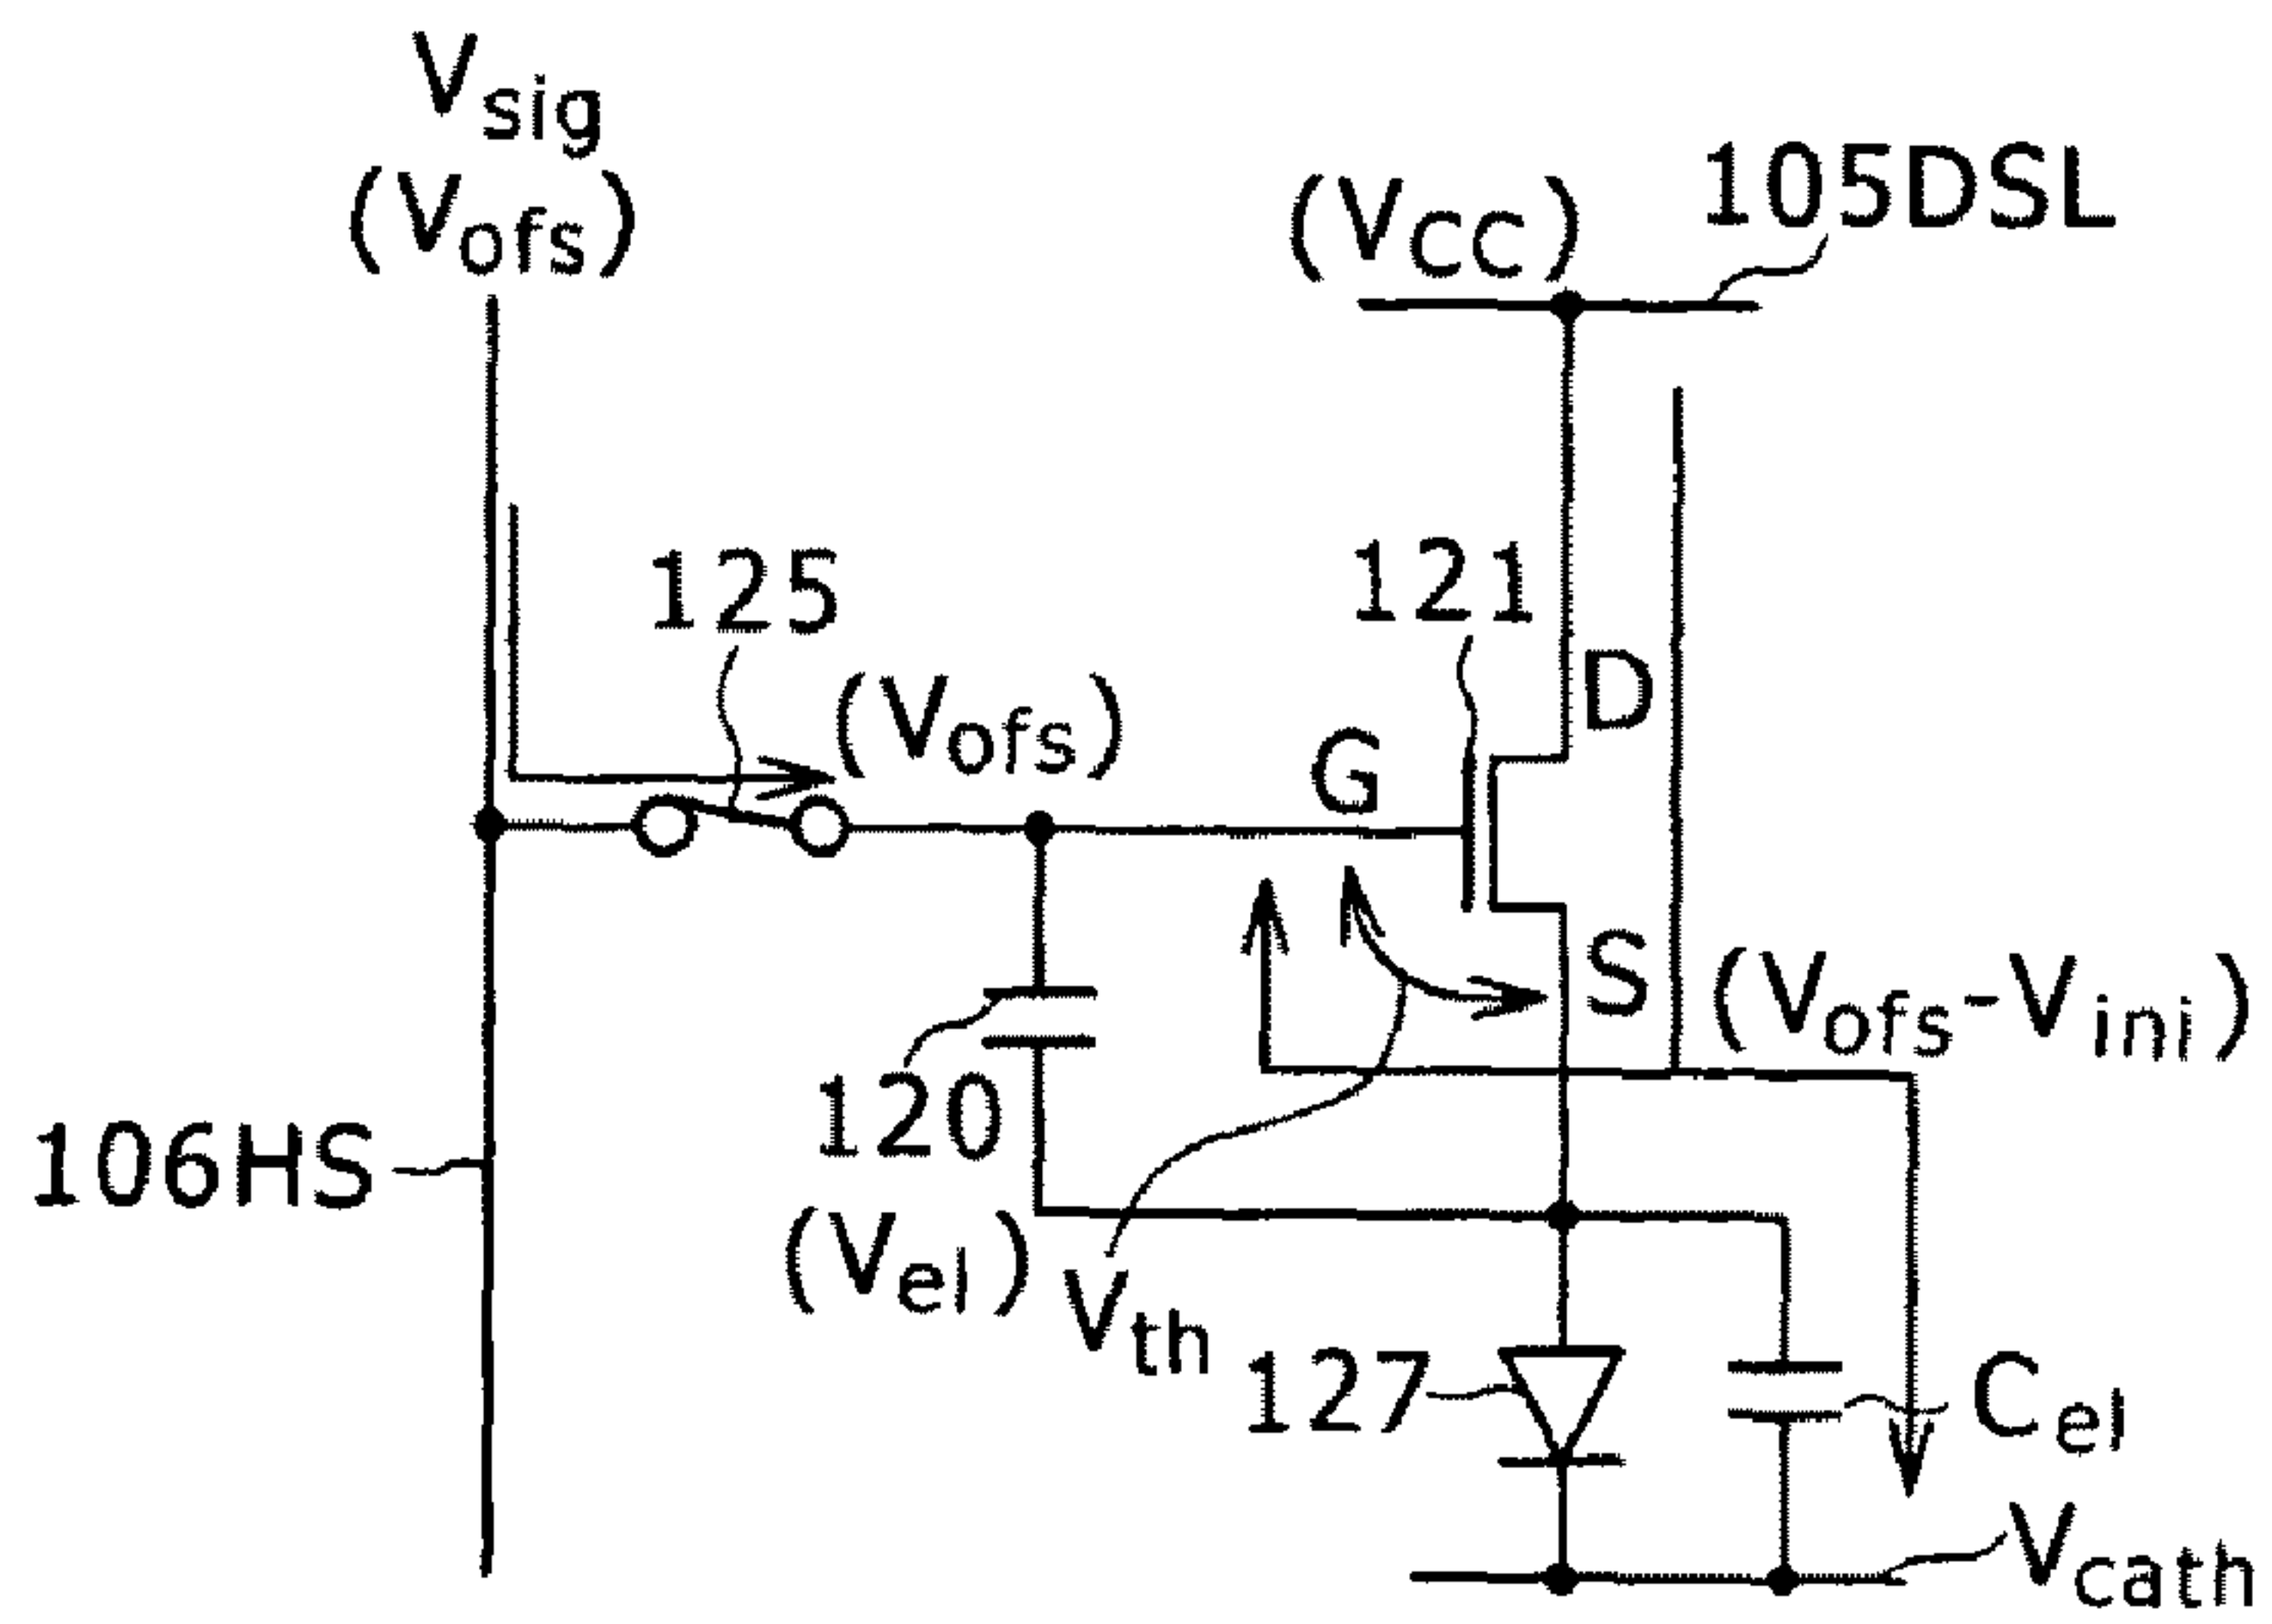 Vsig
(Vofs)
(VCC)
105DSL
125
121
(Vofs)
D
G
S
(Vofs-Vini)
120
106HS
(Vel)
Vth
127
Cel
Vcath